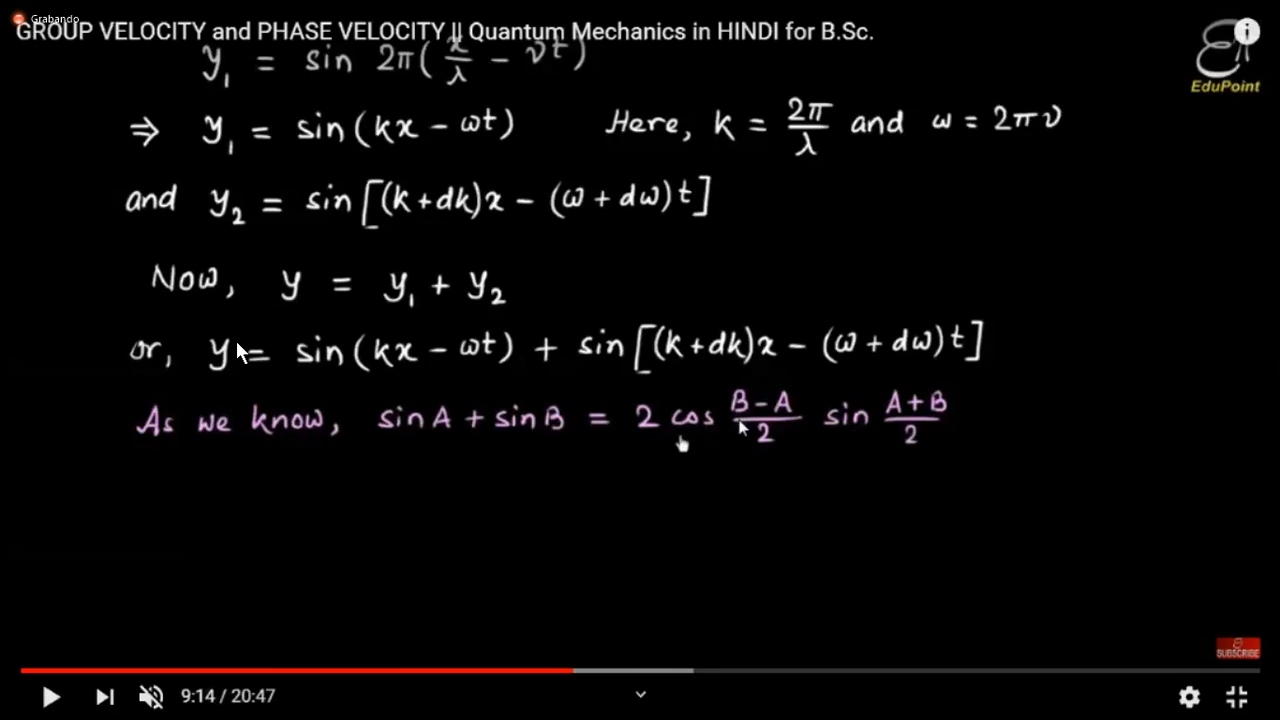 Grabando
GROUP VELOCITY and PHASE VELOCITY || Quantum Mechanics in HINDI for B.Sc.
EduPoint
y₁ = sin 2π(x/λ − νt)
⇒ y₁ = sin(kx − ωt) Here, k = 2π/λ and ω = 2πν
and y₂ = sin[(k+dk)x − (ω + dω)t]
Now, y = y₁ + y₂
or, y = sin(kx − ωt) + sin[(k+dk)x − (ω + dω)t]
As we know, sinA + sinB = 2 cos B−A/2 sin A+B/2
SUBSCRIBE
9:14 / 20:47